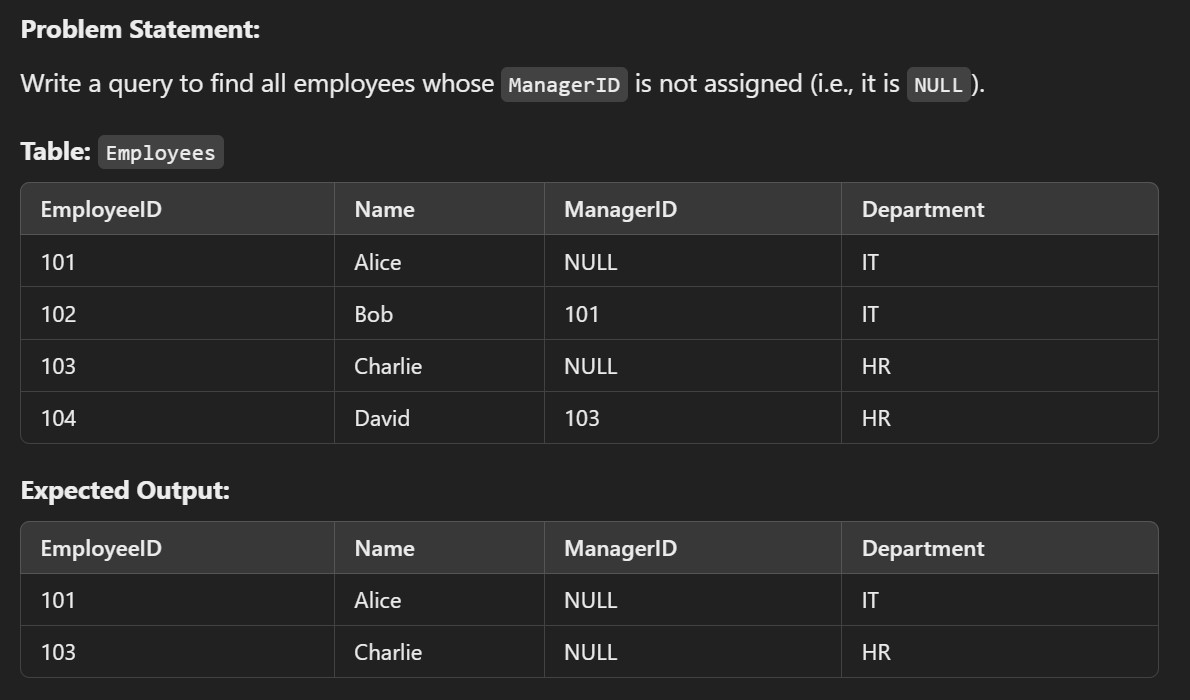 Problem Statement:
Write a query to find all employees whose ManagerID is not assigned (i.e., it is NULL).
Table: Employees
EmployeeID Name ManagerID Department
101 Alice NULL IT
102 Bob 101 IT
103 Charlie NULL HR
104 David 103 HR
Expected Output:
EmployeeID Name ManagerID Department
101 Alice NULL IT
103 Charlie NULL HR